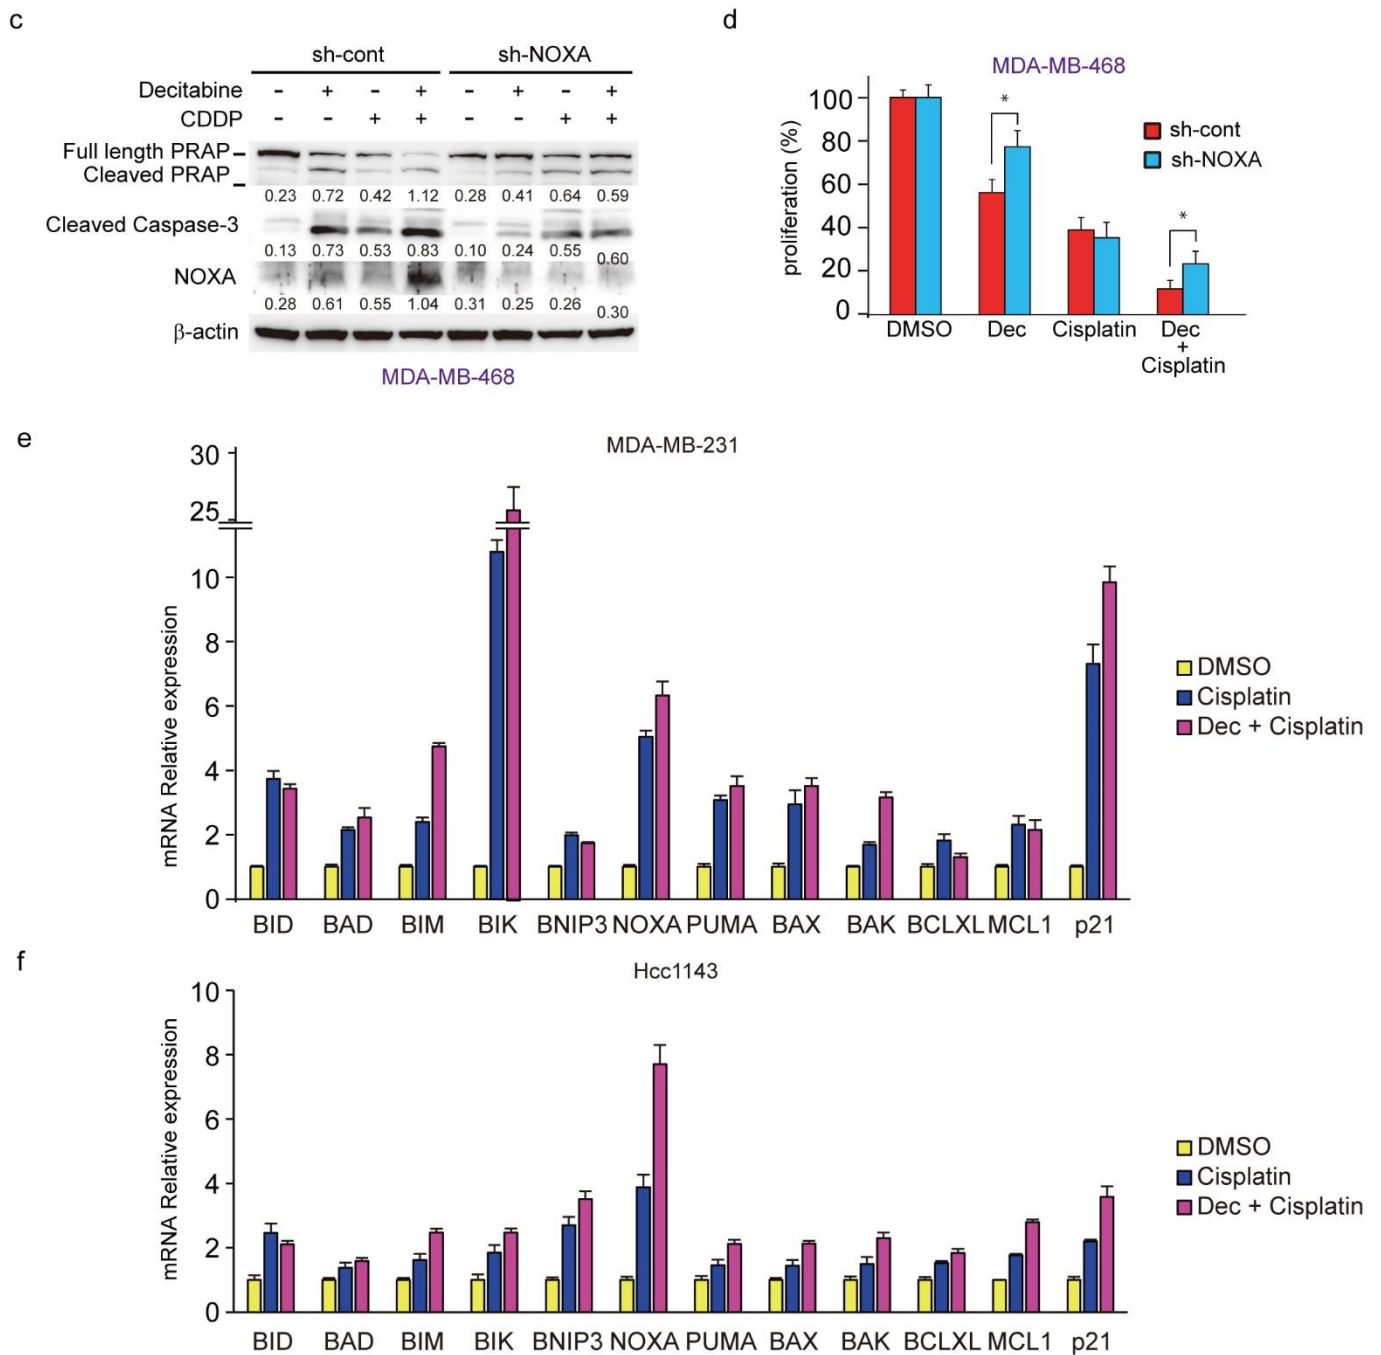 c
sh-cont sh-NOXA
Decitabine - + - + - + - +
CDDP - - + + - - + +
Full length PRAP
Cleaved PRAP
0.23 0.72 0.42 1.12 0.28 0.41 0.64 0.59
Cleaved Caspase-3
0.13 0.73 0.53 0.83 0.10 0.24 0.55 0.60
NOXA
0.28 0.61 0.55 1.04 0.31 0.25 0.26 0.30
β-actin
MDA-MB-468
d
MDA-MB-468
proliferation (%)
100
80
60
40
20
0
*
*
sh-cont
sh-NOXA
DMSO Dec Cisplatin Dec
+
Cisplatin
e
MDA-MB-231
mRNA Relative expression
30
25
10
8
6
4
2
0
DMSO
Cisplatin
Dec + Cisplatin
BID BAD BIM BIK BNIP3 NOXA PUMA BAX BAK BCLXL MCL1 p21
f
Hcc1143
mRNA Relative expression
10
8
6
4
2
0
DMSO
Cisplatin
Dec + Cisplatin
BID BAD BIM BIK BNIP3 NOXA PUMA BAX BAK BCLXL MCL1 p21